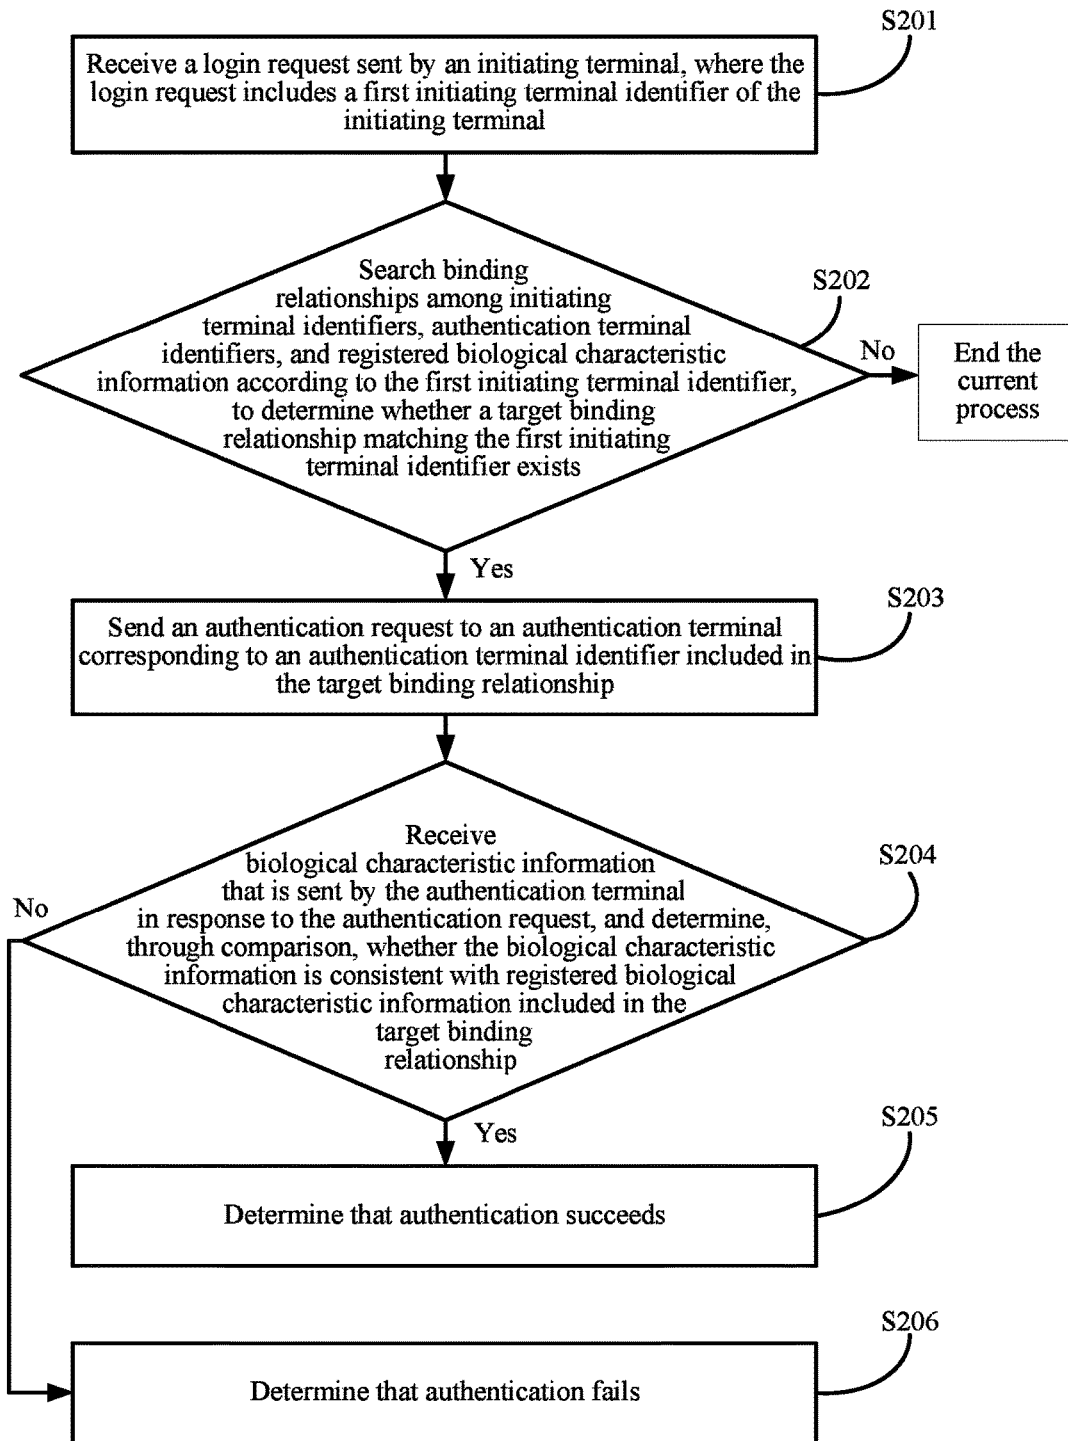 S201
Receive a login request sent by an initiating terminal, where the
login request includes a first initiating terminal identifier of the
initiating terminal
Search binding
relationships among initiating
terminal identifiers, authentication terminal
identifiers, and registered biological characteristic
information according to the first initiating terminal identifier,
to determine whether a target binding
relationship matching the first initiating
terminal identifier exists
S202
No
End the
current
process
Yes
S203
Send an authentication request to an authentication terminal
corresponding to an authentication terminal identifier included in
the target binding relationship
Receive
biological characteristic information
that is sent by the authentication terminal
in response to the authentication request, and determine,
through comparison, whether the biological characteristic
information is consistent with registered biological
characteristic information included in the
target binding
relationship
S204
No
Yes
S205
Determine that authentication succeeds
S206
Determine that authentication fails